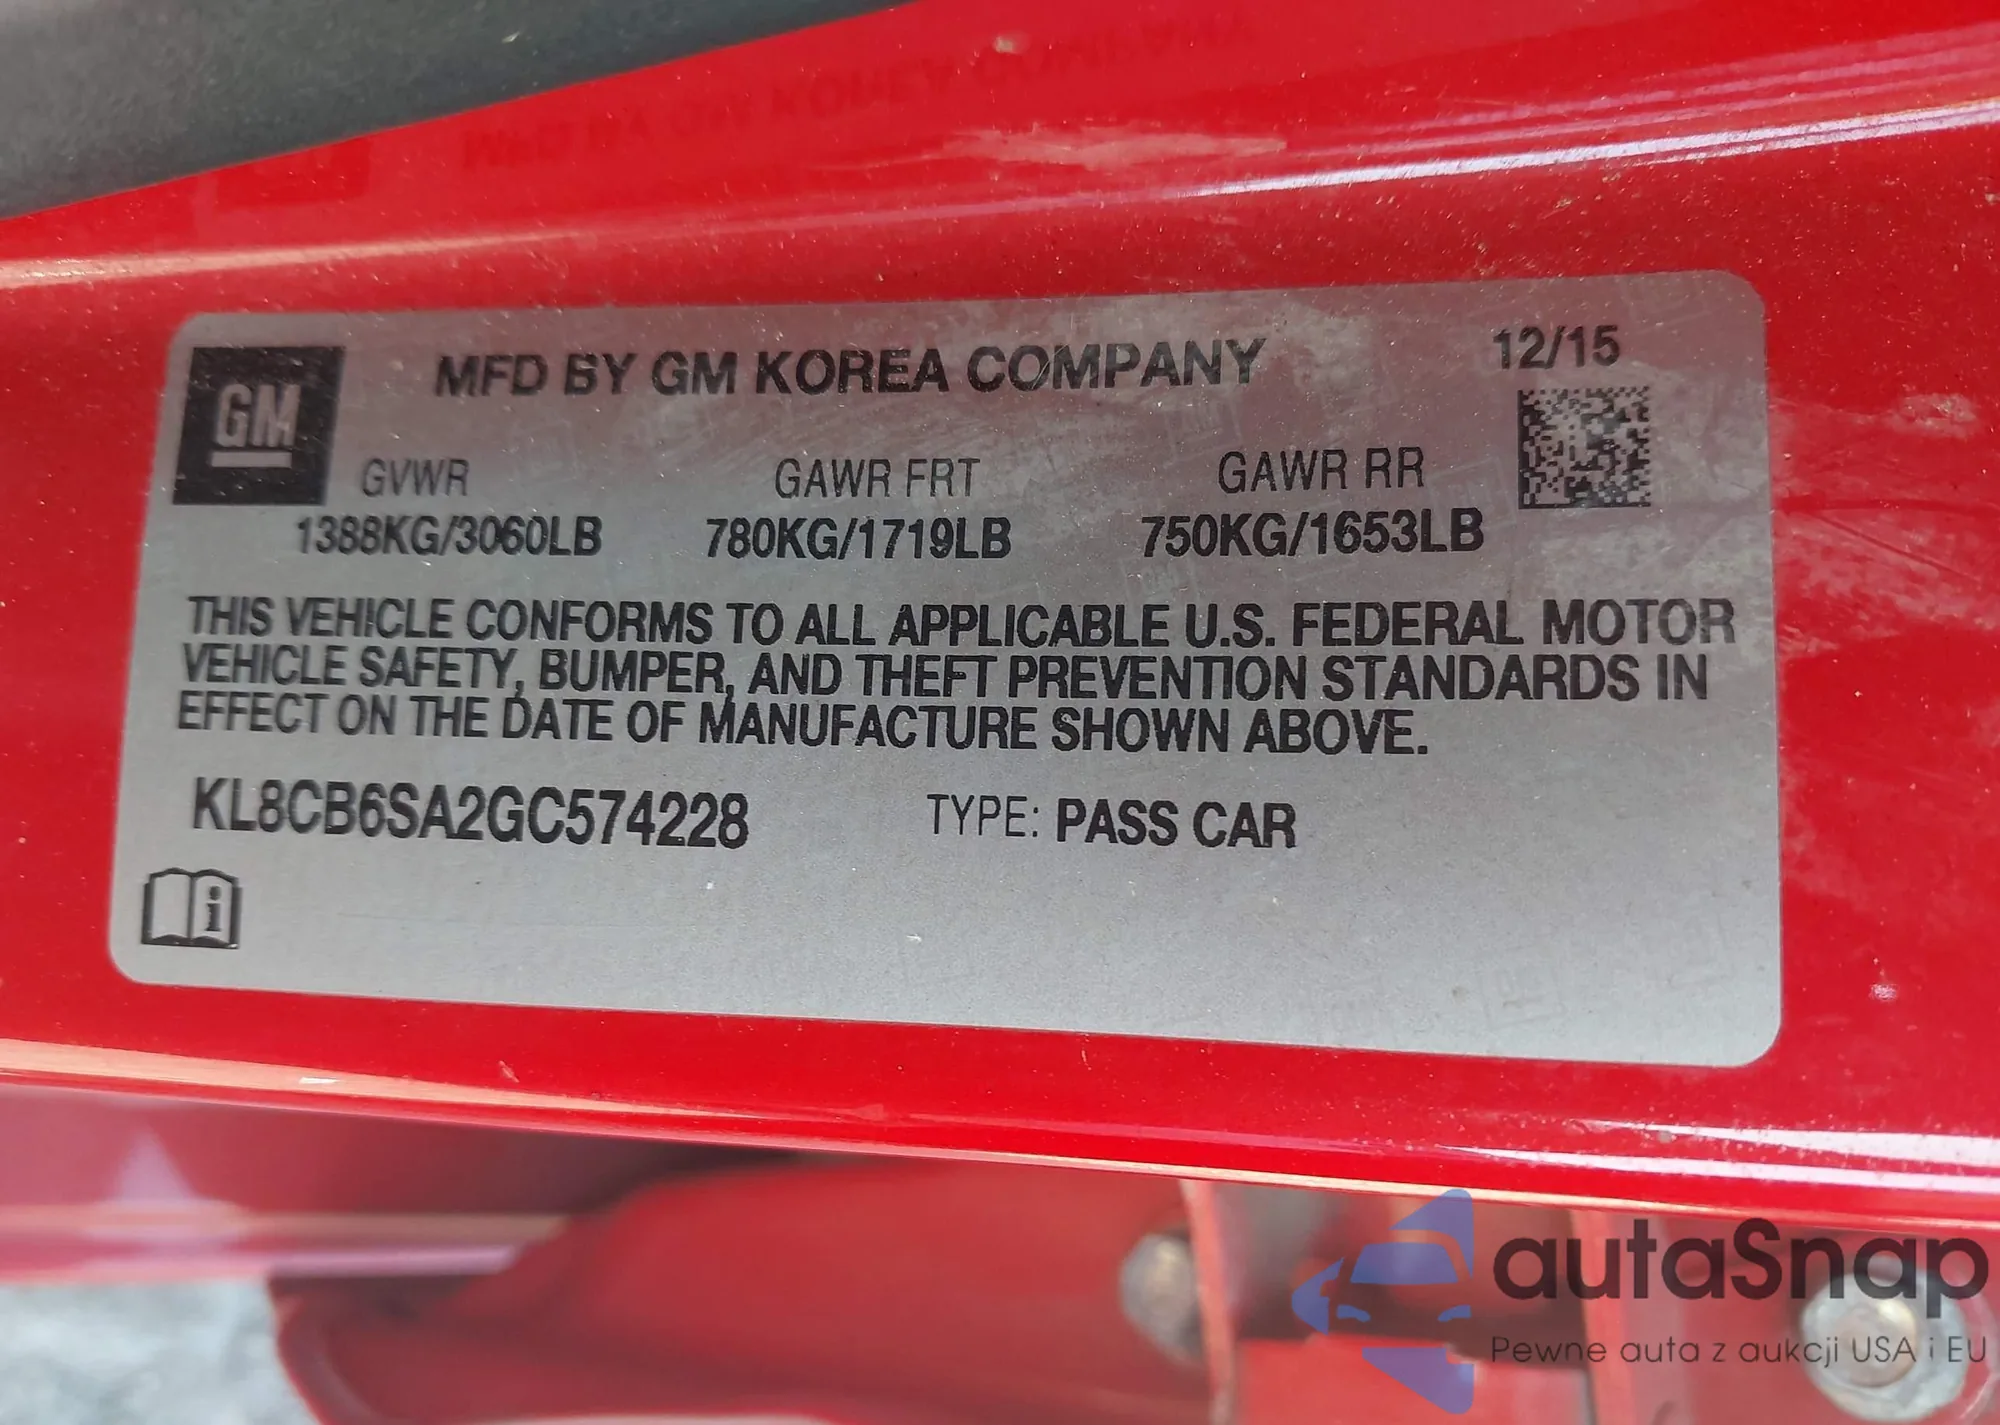 MFD BY GM KOREA COMPANY 12/15
GM
GVWR GAWR FRT GAWR RR
1388KG/3060LB 780KG/1719LB 750KG/1653LB
THIS VEHICLE CONFORMS TO ALL APPLICABLE U.S. FEDERAL MOTOR
VEHICLE SAFETY, BUMPER, AND THEFT PREVENTION STANDARDS IN
EFFECT ON THE DATE OF MANUFACTURE SHOWN ABOVE.
KL8CB6SA2GC574228 TYPE: PASS CAR
i
autaSnap
Pewne auta z aukcji USA i EU